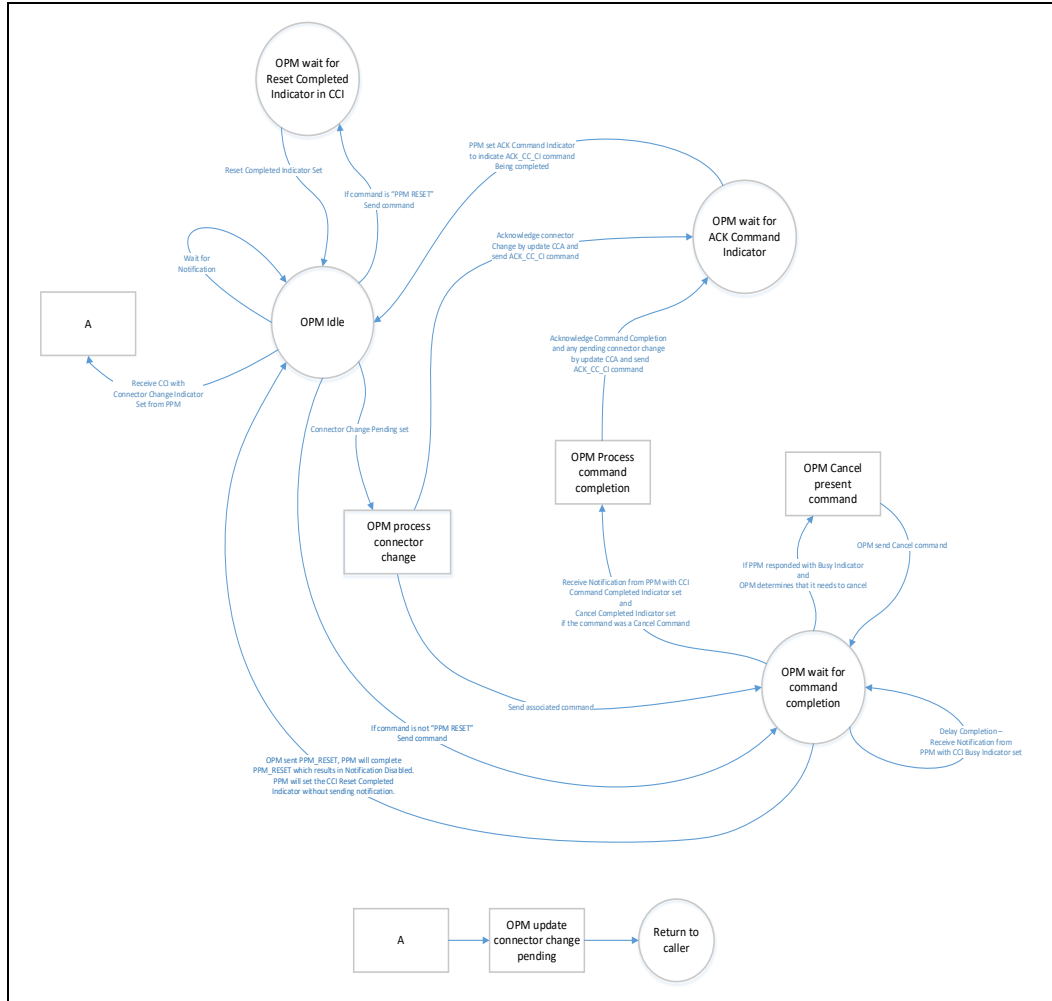 OPM wait for
Reset Completed
Indicator in CCI
PPM set ACK Command Indicator
to indicate ACK_CC_CI command
Being completed
Reset Completed Indicator Set
If command is “PPM RESET”
Send command
OPM wait for
ACK Command
Indicator
Acknowledge connector
Change by update CCA and
send ACK_CC_CI command
Wait for
Notification
OPM Idle
A
Acknowledge Command Completion
and any pending connector change
by update CCA and send
ACK_CC_CI command
Receive CCI with
Connector Change Indicator
Set from PPM
Connector Change Pending set
OPM Process
command
completion
OPM Cancel
present
command
OPM process
connector
change
OPM send Cancel command
If PPM responded with Busy Indicator
and
OPM determines that it needs to cancel
Receive Notification from PPM with CCI
Command Completed Indicator set
and
Cancel Completed Indicator set
if the command was a Cancel Command
OPM wait for
command
completion
Send associated command
If command is not “PPM RESET”
Send command
Delay Completion –
Receive Notification from
PPM with CCI Busy Indicator set
OPM sent PPM_RESET, PPM will complete
PPM_RESET which results in Notification Disabled.
PPM will set the CCI Reset Completed
Indicator without sending notification.
A
OPM update
connector change
pending
Return to
caller